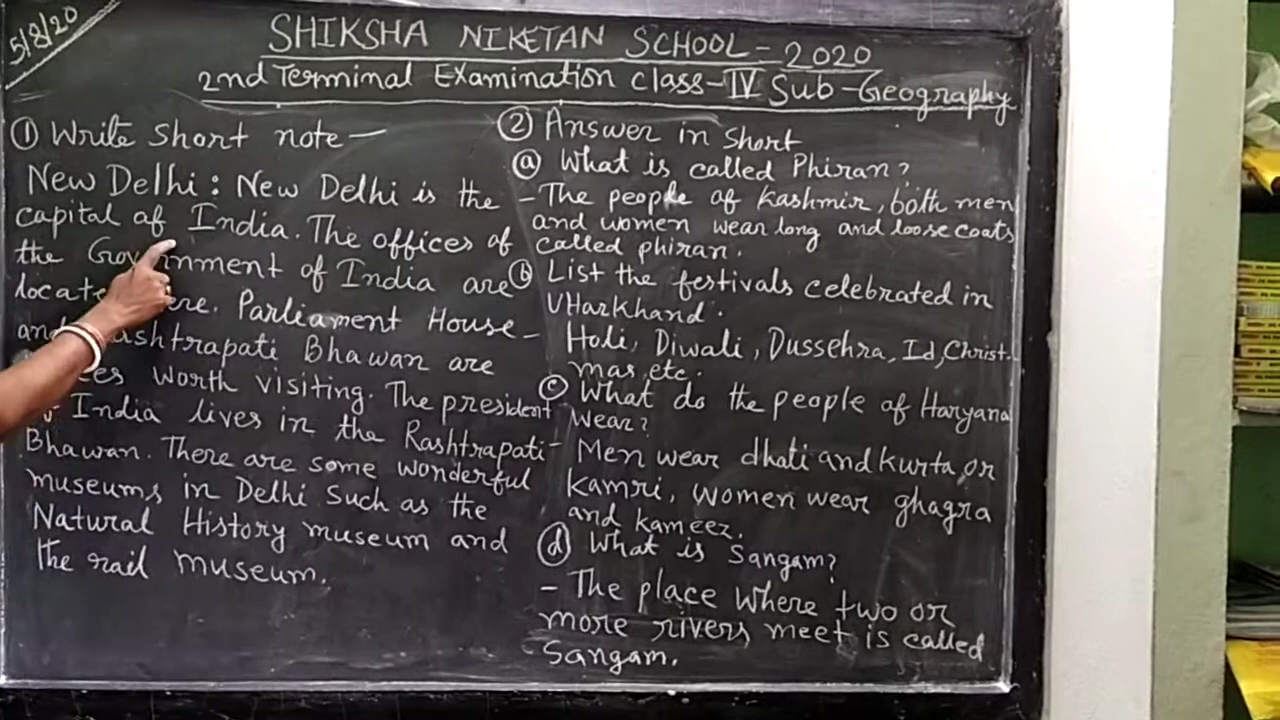 5/8/20
SHIKSHA NIKETAN SCHOOL - 2020
2nd Terminal Examination Class - IV Sub - Geography
① Write Short note —
New Delhi : New Delhi is the
capital of India. The offices of
the Government of India are
located here. Parliament House
and Rashtrapati Bhawan are
worth visiting. The president
India lives in the Rashtrapati
Bhawan. There are some wonderful
museums in Delhi Such as the
Natural History museum and
the rail museum.
② Answer in Short
ⓐ What is called Phiran?
- The people of Kashmir, both men
and women wear long and loose coats
called phiran.
ⓑ List the festivals celebrated in
UHarkhand.
- Holi, Diwali, Dussehra, Id, Christ-
mas, etc.
ⓒ What do the people of Haryana
wear?
- Men wear dhati and kurta, or
kamri, women wear ghagra
and kameez.
ⓓ What is Sangam?
- The place where two or
more rivers meet is called
Sangam.